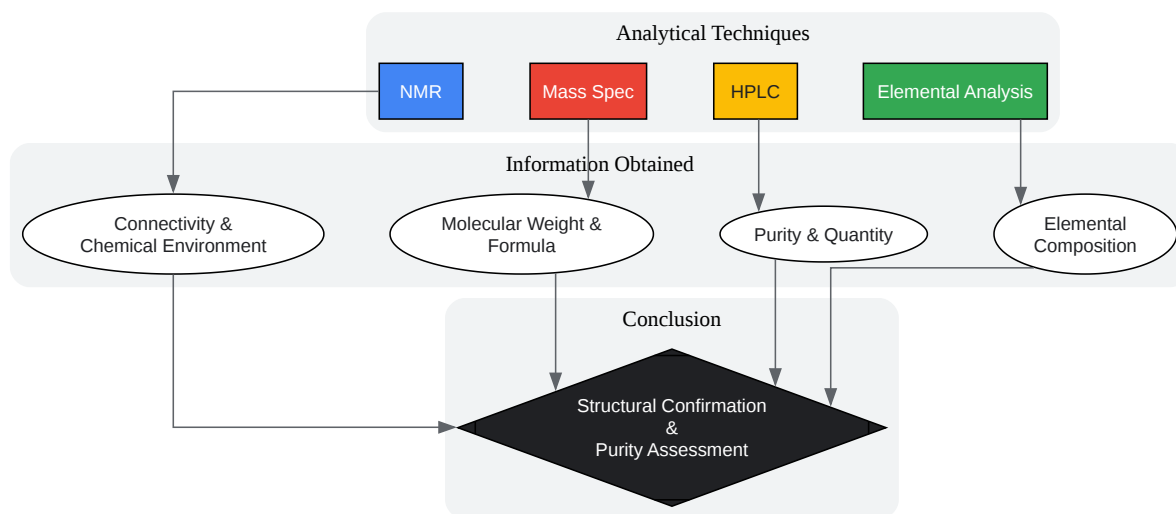 Analytical Techniques
NMR
Mass Spec
HPLC
Elemental Analysis
Information Obtained
Connectivity &
Chemical Environment
Molecular Weight &
Formula
Purity & Quantity
Elemental
Composition
Conclusion
Structural Confirmation
&
Purity Assessment